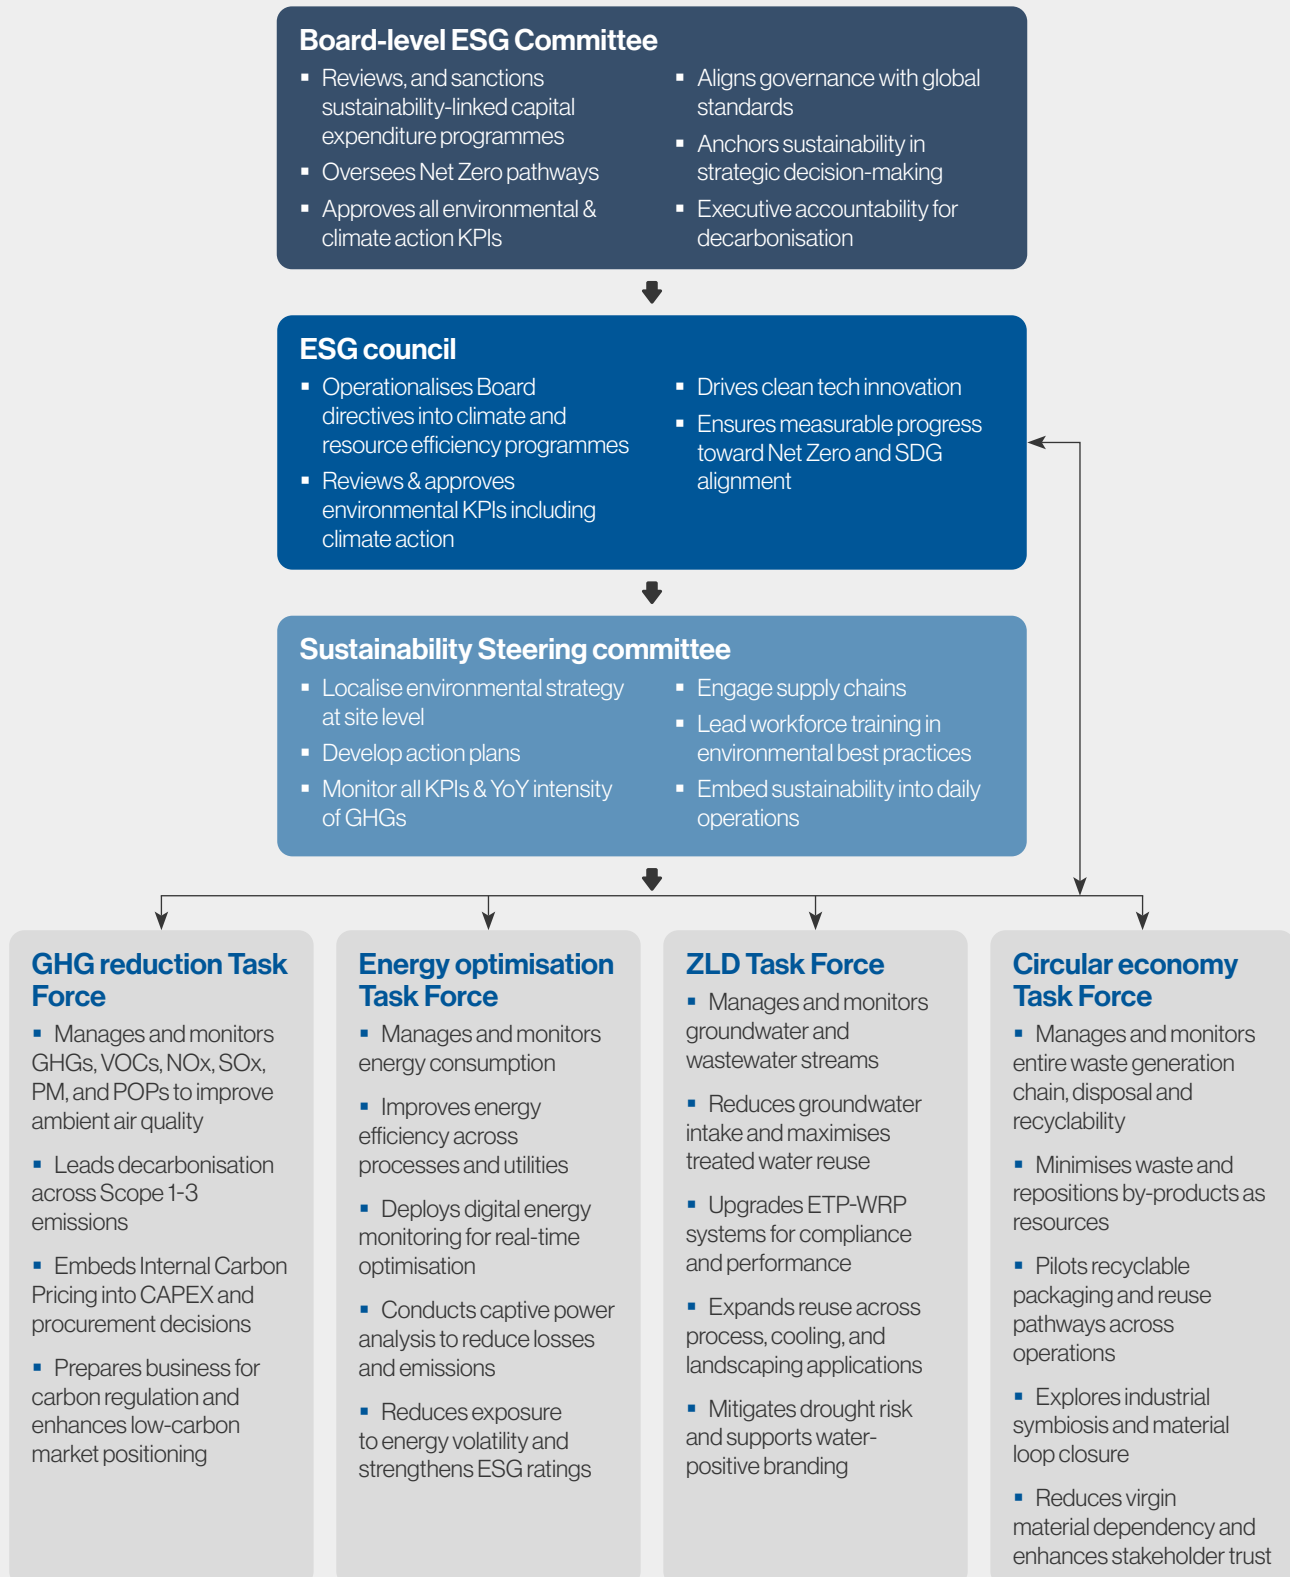 Board-level ESG Committee
▪ Reviews, and sanctions
sustainability-linked capital
expenditure programmes
▪ Oversees Net Zero pathways
▪ Approves all environmental &
climate action KPIs
▪ Aligns governance with global
standards
▪ Anchors sustainability in
strategic decision-making
▪ Executive accountability for
decarbonisation
ESG council
▪ Operationalises Board
directives into climate and
resource efficiency programmes
▪ Reviews & approves
environmental KPIs including
climate action
▪ Drives clean tech innovation
▪ Ensures measurable progress
toward Net Zero and SDG
alignment
Sustainability Steering committee
▪ Localise environmental strategy
at site level
▪ Develop action plans
▪ Monitor all KPIs & YoY intensity
of GHGs
▪ Engage supply chains
▪ Lead workforce training in
environmental best practices
▪ Embed sustainability into daily
operations
GHG reduction Task
Force
▪ Manages and monitors
GHGs, VOCs, NOx, SOx,
PM, and POPs to improve
ambient air quality
▪ Leads decarbonisation
across Scope 1-3
emissions
▪ Embeds Internal Carbon
Pricing into CAPEX and
procurement decisions
▪ Prepares business for
carbon regulation and
enhances low-carbon
market positioning
Energy optimisation
Task Force
▪ Manages and monitors
energy consumption
▪ Improves energy
efficiency across
processes and utilities
▪ Deploys digital energy
monitoring for real-time
optimisation
▪ Conducts captive power
analysis to reduce losses
and emissions
▪ Reduces exposure
to energy volatility and
strengthens ESG ratings
ZLD Task Force
▪ Manages and monitors
groundwater and
wastewater streams
▪ Reduces groundwater
intake and maximises
treated water reuse
▪ Upgrades ETP-WRP
systems for compliance
and performance
▪ Expands reuse across
process, cooling, and
landscaping applications
▪ Mitigates drought risk
and supports water-
positive branding
Circular economy
Task Force
▪ Manages and monitors
entire waste generation
chain, disposal and
recyclability
▪ Minimises waste and
repositions by-products as
resources
▪ Pilots recyclable
packaging and reuse
pathways across
operations
▪ Explores industrial
symbiosis and material
loop closure
▪ Reduces virgin
material dependency and
enhances stakeholder trust